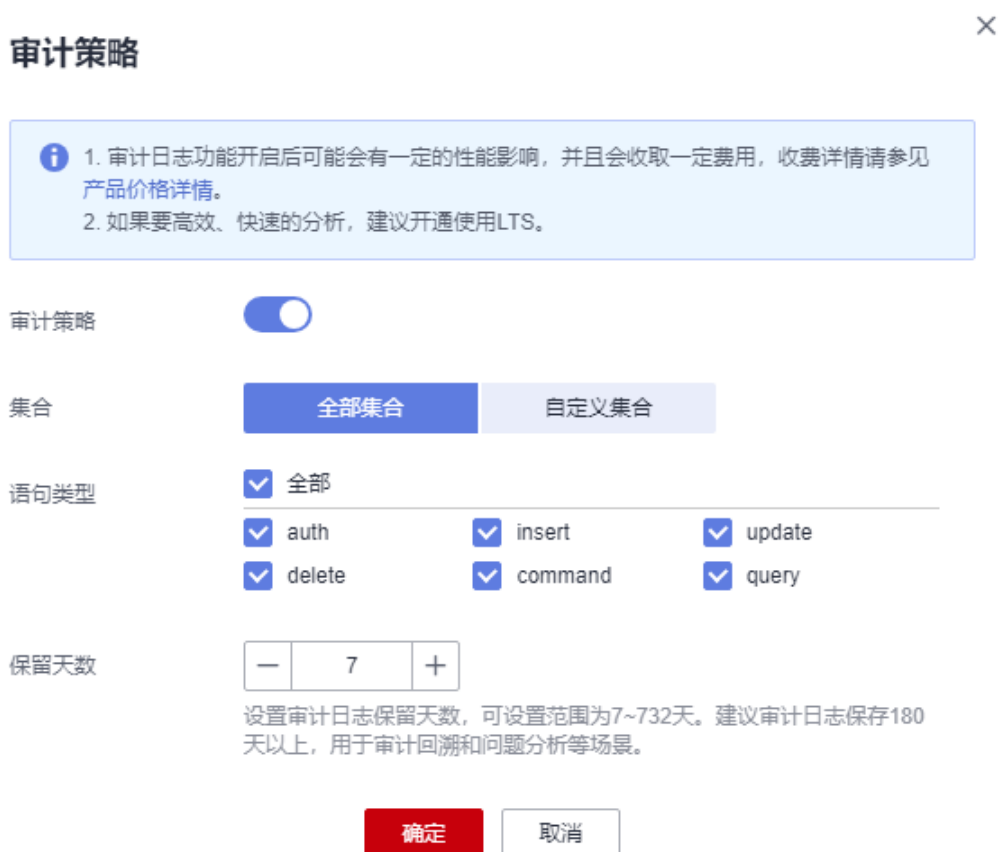 审计策略
1. 审计日志功能开启后可能会有一定的性能影响，并且会收取一定费用，收费详情请参见
产品价格详情。
2. 如果要高效、快速的分析，建议开通使用LTS。
审计策略
集合 全部集合 自定义集合
语句类型 全部
auth insert update
delete command query
保留天数 7
设置审计日志保留天数，可设置范围为7~732天。建议审计日志保存180
天以上，用于审计回溯和问题分析等场景。
确定 取消